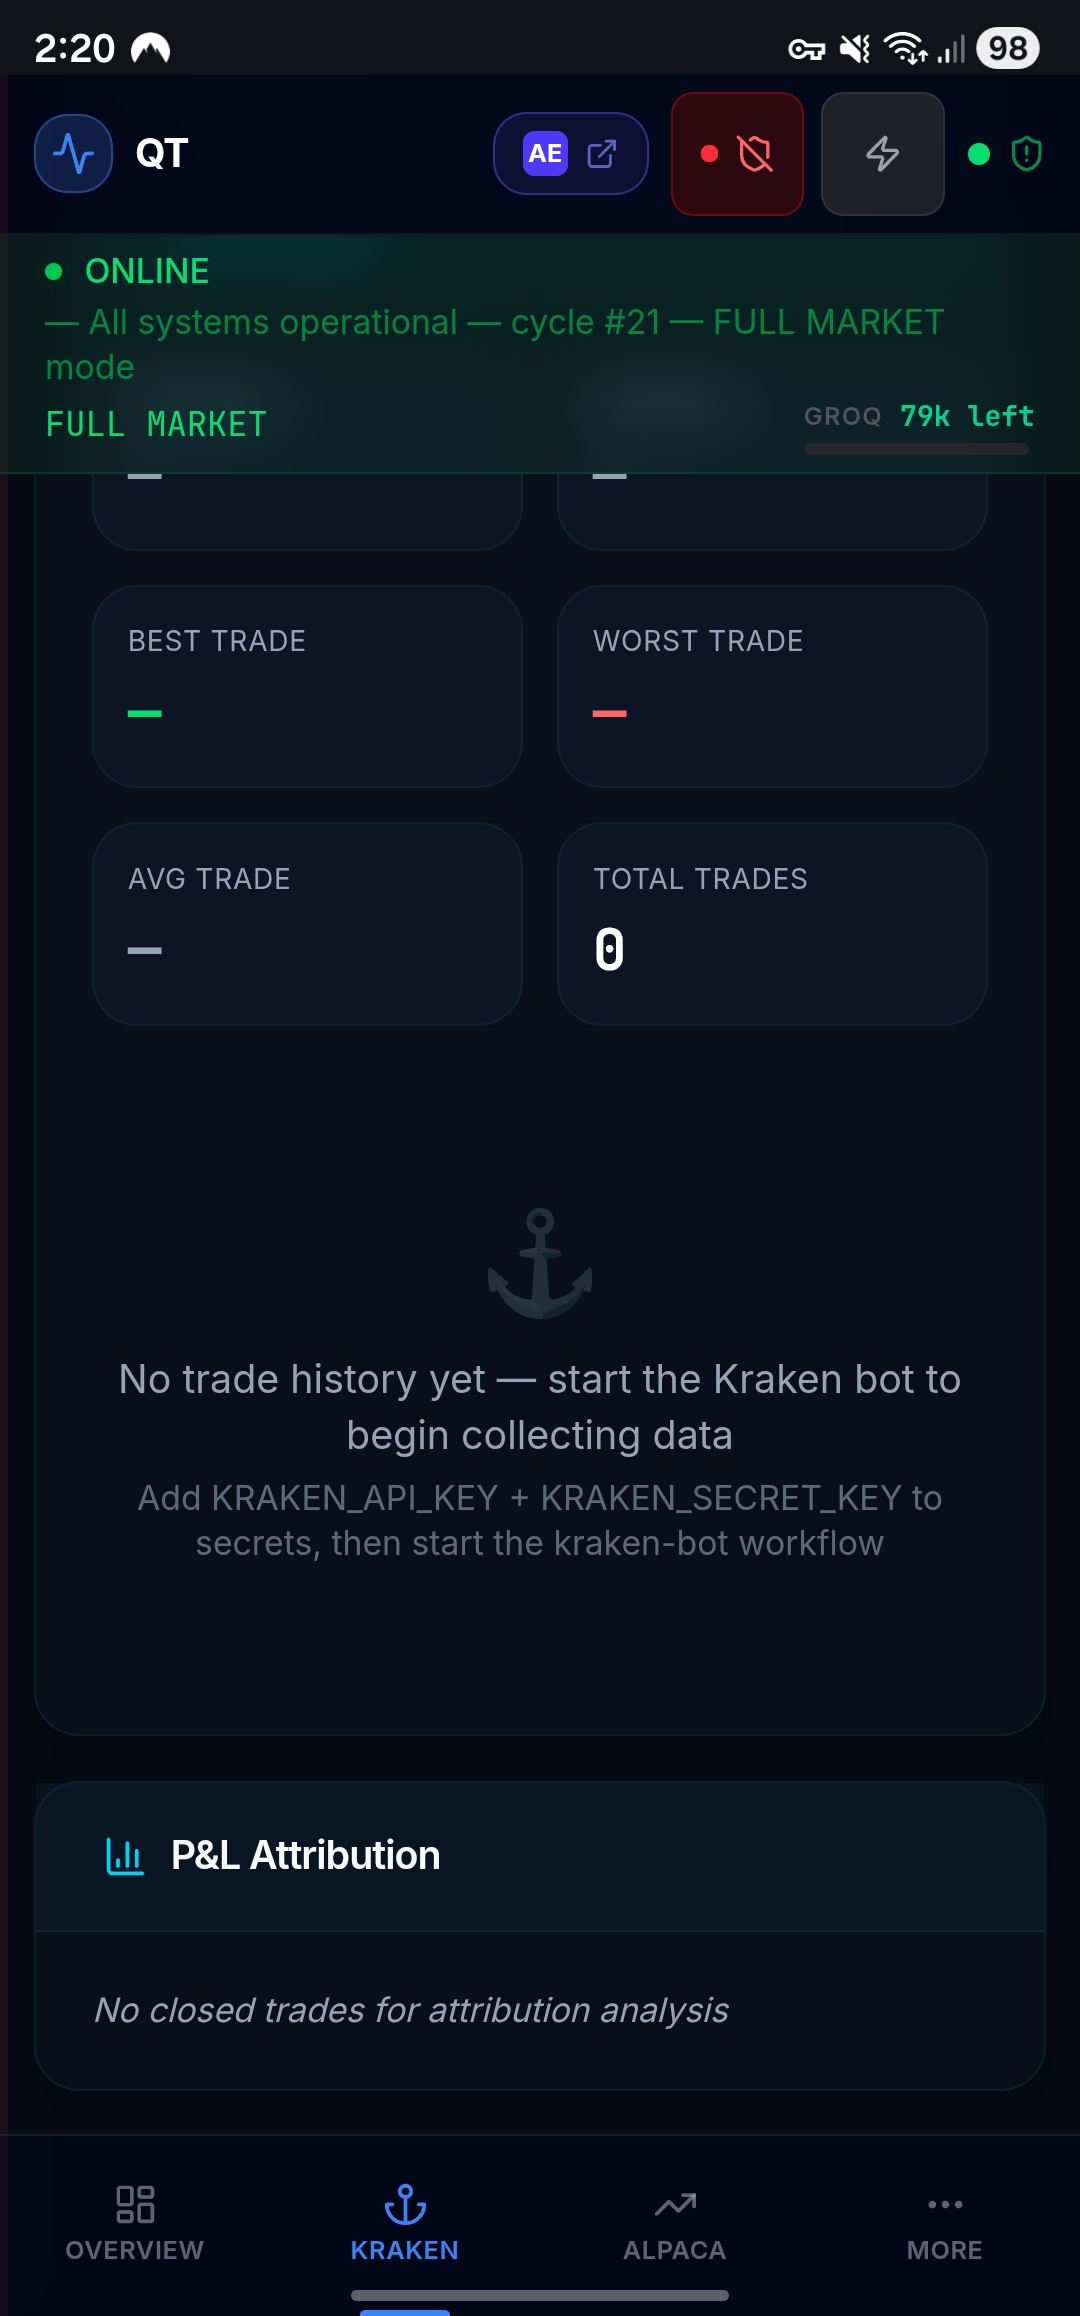 2:20
98
QT
AE
ONLINE
— All systems operational — cycle #21 — FULL MARKET
mode
FULL MARKET
GROQ 79k left
—
—
BEST TRADE
WORST TRADE
—
—
AVG TRADE
TOTAL TRADES
—
0
No trade history yet — start the Kraken bot to
begin collecting data
Add KRAKEN_API_KEY + KRAKEN_SECRET_KEY to
secrets, then start the kraken-bot workflow
P&L Attribution
No closed trades for attribution analysis
OVERVIEW
KRAKEN
ALPACA
MORE